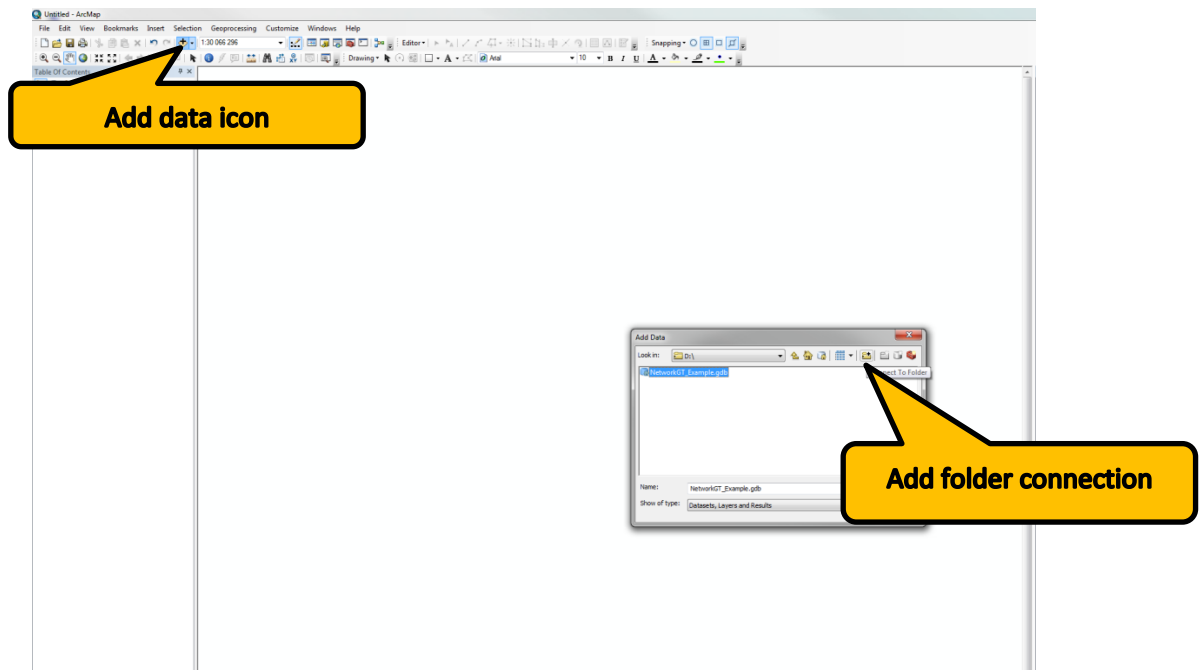 Untitled - ArcMap
File Edit View Bookmarks Insert Selection Geoprocessing Customize Windows Help
1:30 066 296 Editor Snapping
Drawing A Arial 10 B I U A
Table Of Contents
Add data icon
Add Data
Look in: D:\
NetworkGT_Example.gdb
To Folder
Add folder connection
Name: NetworkGT_Example.gdb
Show of type: Datasets, Layers and Results